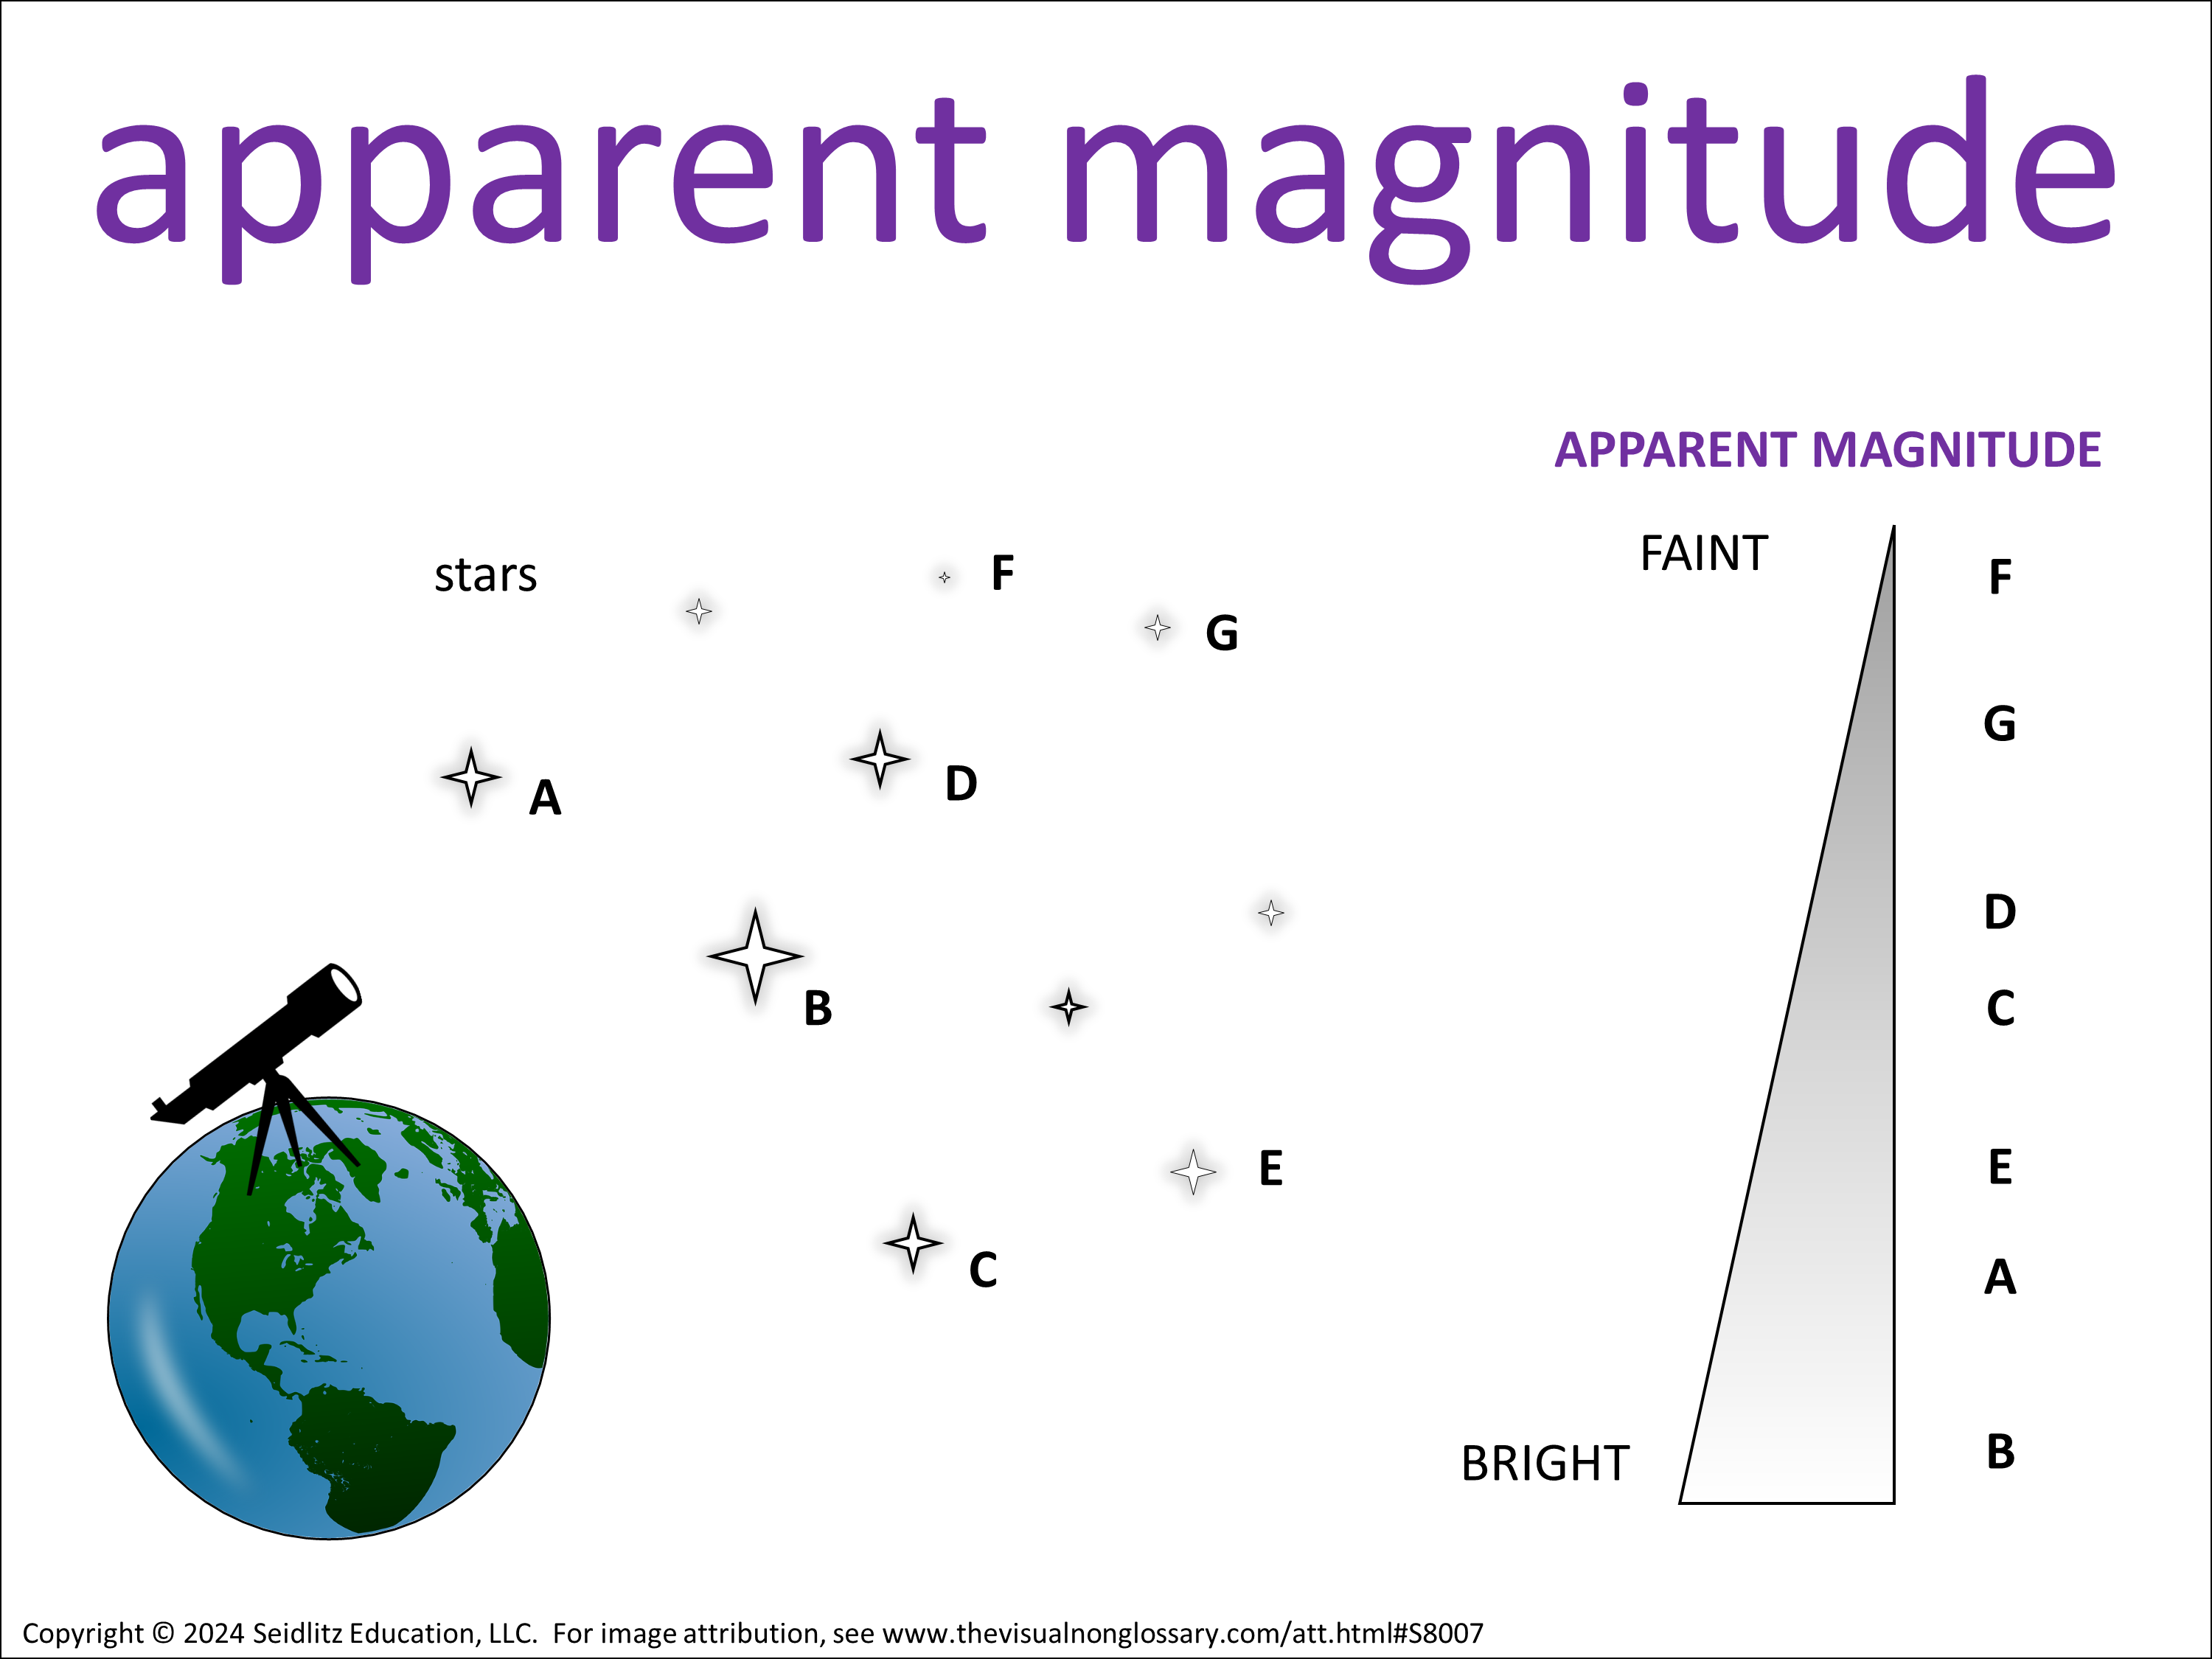 apparent magnitude
APPARENT MAGNITUDE
stars
F
G
A
D
B
E
C
FAINT
F
G
D
C
E
A
BRIGHT
B
Copyright © 2024 Seidlitz Education, LLC.  For image attribution, see www.thevisualnonglossary.com/att.html#S8007